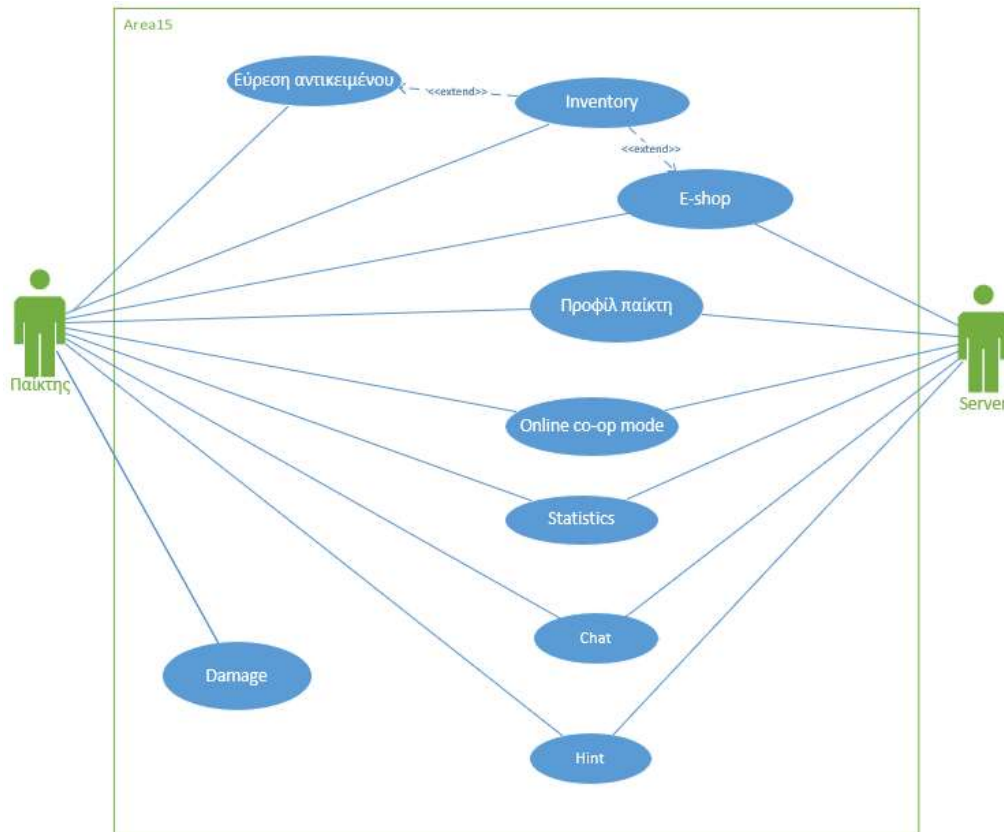 Area15
Εύρεση αντικειμένου
<<extend>>
Inventory
<<extend>>
E-shop
Προφίλ παίκτη
Παίκτης
Server
Online co-op mode
Statistics
Chat
Damage
Hint